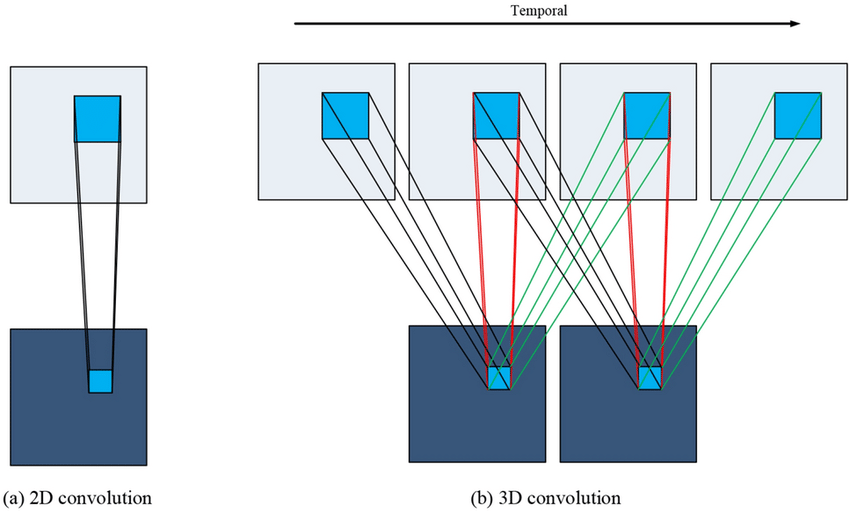 Temporal
(a) 2D convolution
(b) 3D convolution